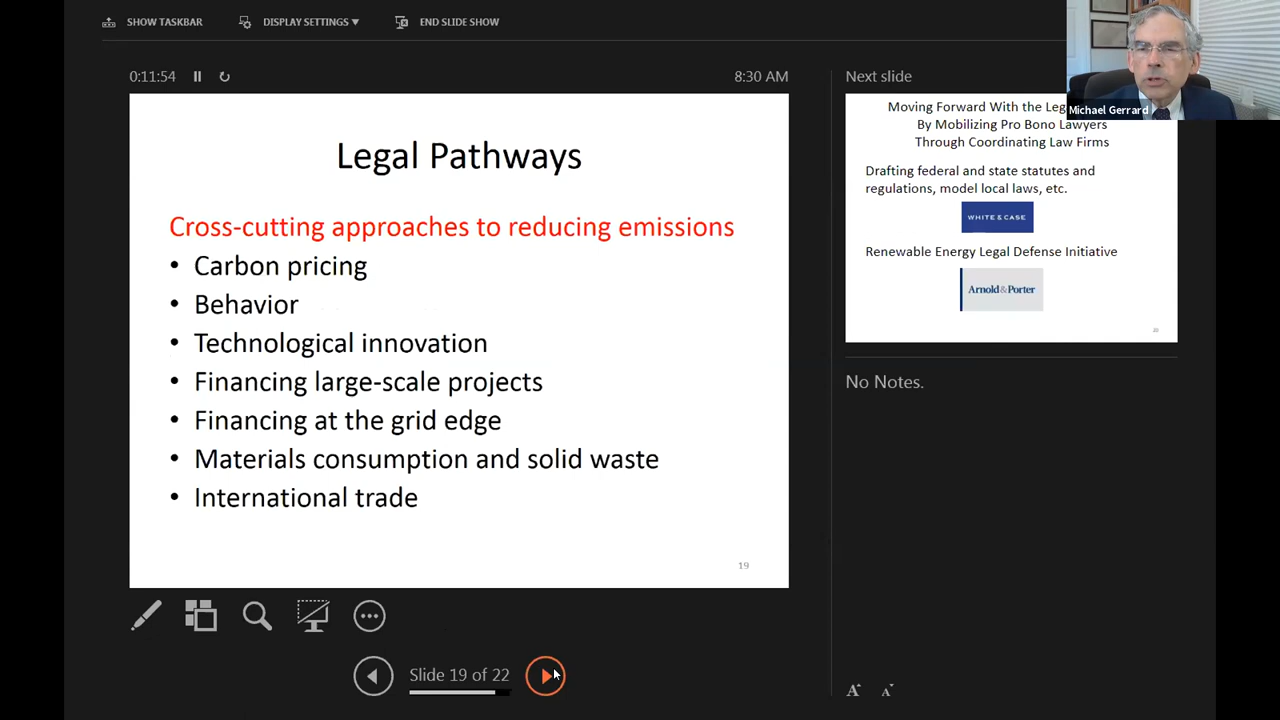 SHOW TASKBAR
DISPLAY SETTINGS ▼
END SLIDE SHOW
0:11:54
8:30 AM
Legal Pathways
Cross-cutting approaches to reducing emissions
• Carbon pricing
• Behavior
• Technological innovation
• Financing large-scale projects
• Financing at the grid edge
• Materials consumption and solid waste
• International trade
19
Slide 19 of 22
Next slide
Michael Gerrard
Moving Forward With the
By Mobilizing Pro Bono Lawyers
Through Coordinating Law Firms
Drafting federal and state statutes and
regulations, model local laws, etc.
WHITE & CASE
Renewable Energy Legal Defense Initiative
Arnold & Porter
20
No Notes.
A A